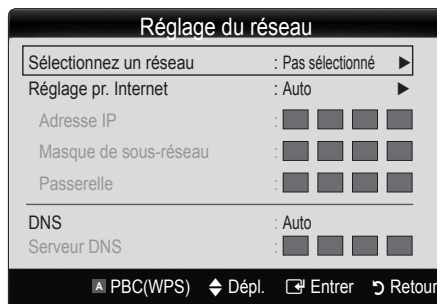 Réglage du réseau
Sélectionnez un réseau : Pas sélectionné ▶
Réglage pr. Internet : Auto ▶
Adresse IP :
Masque de sous-réseau :
Passerelle :
DNS : Auto
Serveur DNS :
A PBC(WPS) Dépl. Entrer Retour